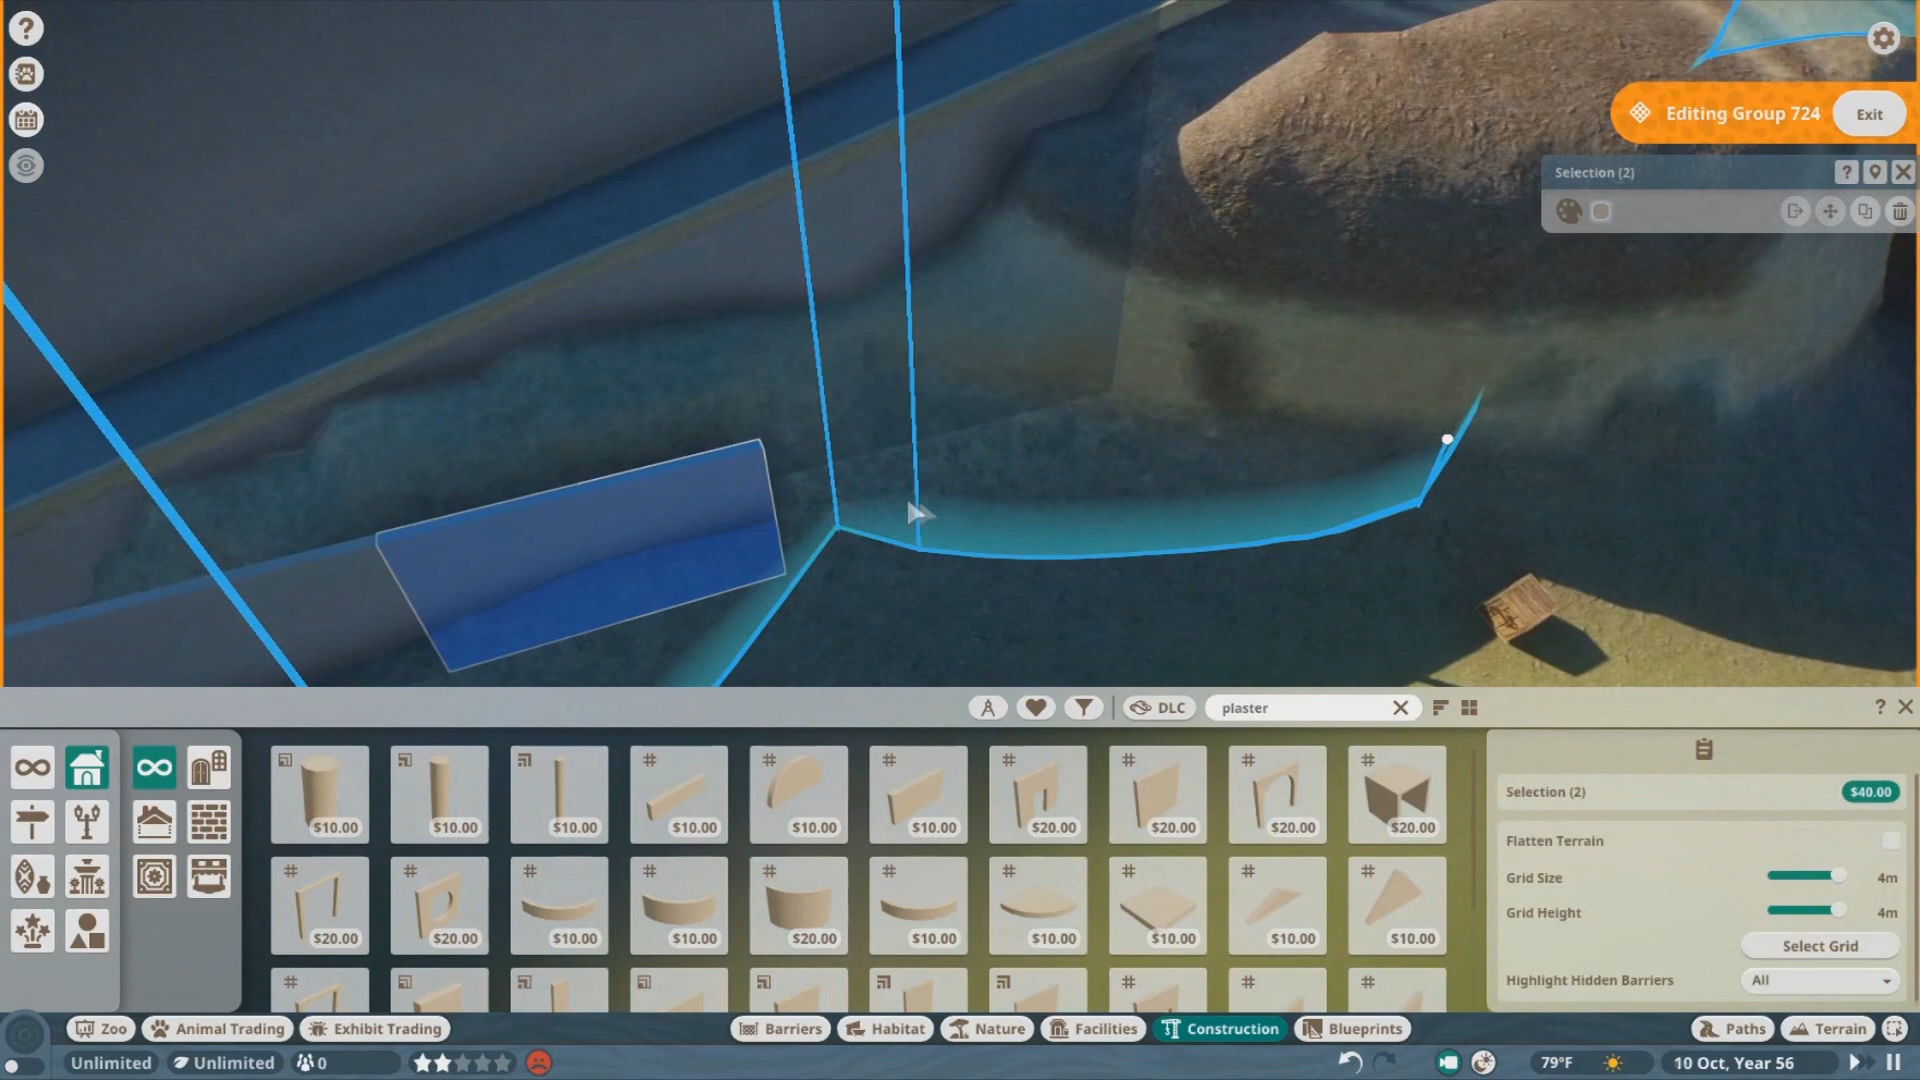 Editing Group 724
Exit
Selection (2)
DLC
plaster
$10.00 $10.00 $10.00 $10.00 $10.00 $10.00 $20.00 $20.00 $20.00 $20.00
$20.00 $20.00 $10.00 $10.00 $20.00 $10.00 $10.00 $10.00 $10.00 $10.00
Selection (2) $40.00
Flatten Terrain
Grid Size 4m
Grid Height 4m
Select Grid
Highlight Hidden Barriers All
Zoo Animal Trading Exhibit Trading Barriers Habitat Nature Facilities Construction Blueprints Paths Terrain
Unlimited Unlimited 0 79°F 10 Oct, Year 56